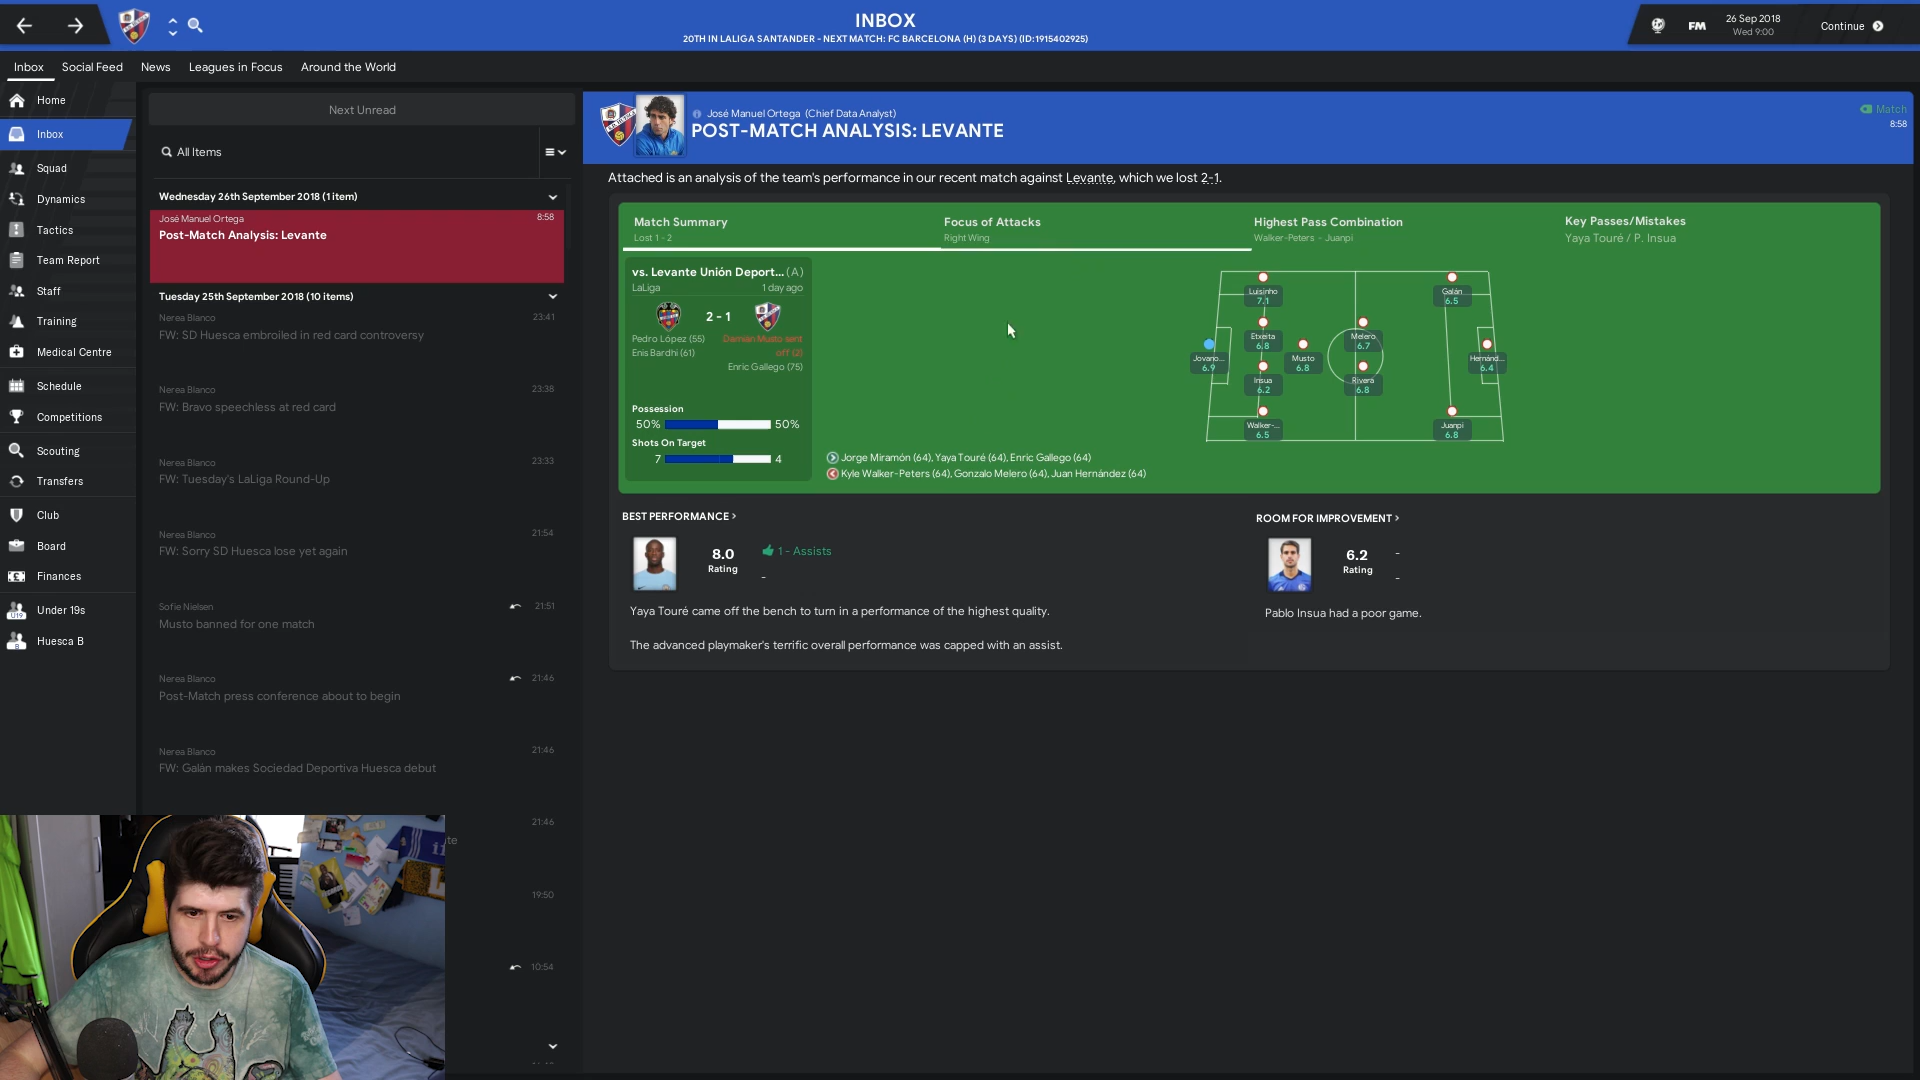 INBOX
20TH IN LALIGA SANTANDER - NEXT MATCH: FC BARCELONA (H) (3 DAYS) (ID:1915402925)
FM
26 Sep 2018
Wed 9:00
Continue
Inbox
Social Feed
News
Leagues in Focus
Around the World
Home
Inbox
Squad
Dynamics
Tactics
Team Report
Staff
Training
Medical Centre
Schedule
Competitions
Scouting
Transfers
Club
Board
Finances
Under 19s
Huesca B
Next Unread
All Items
Wednesday 26th September 2018 (1 item)
José Manuel Ortega 8:58
Post-Match Analysis: Levante
Tuesday 25th September 2018 (10 items)
Nerea Blanco 23:41
FW: SD Huesca embroiled in red card controversy
Nerea Blanco 23:38
FW: Bravo speechless at red card
Nerea Blanco 23:33
FW: Tuesday's LaLiga Round-Up
Nerea Blanco 21:54
FW: Sorry SD Huesca lose yet again
Sofie Nielsen 21:51
Musto banned for one match
Nerea Blanco 21:46
Post-Match press conference about to begin
Nerea Blanco 21:46
FW: Galán makes Sociedad Deportiva Huesca debut
21:46
te
19:50
10:54
José Manuel Ortega (Chief Data Analyst)
POST-MATCH ANALYSIS: LEVANTE
Match
8:58
Attached is an analysis of the team's performance in our recent match against Levante, which we lost 2-1.
Match Summary
Lost 1 - 2
Focus of Attacks
Right Wing
Highest Pass Combination
Walker-Peters - Juanpi
Key Passes/Mistakes
Yaya Touré / P. Insua
vs. Levante Unión Deport... (A)
LaLiga 1 day ago
2 - 1
Pedro López (55)
Enis Bardhi (61)
Damián Musto sent off (2)
Enric Gallego (75)
Possession
50% 50%
Shots On Target
7 4
Luisinho
7.1
Galán
6.5
Etxeita
6.8
Melero
6.7
Jovano...
6.9
Musto
6.8
Hernánd...
6.4
Insua
6.2
Rivera
6.8
Walker-...
6.5
Juanpi
6.8
Jorge Miramón (64), Yaya Touré (64), Enric Gallego (64)
Kyle Walker-Peters (64), Gonzalo Melero (64), Juan Hernández (64)
BEST PERFORMANCE >
8.0
Rating
1 - Assists
-
Yaya Touré came off the bench to turn in a performance of the highest quality.
The advanced playmaker's terrific overall performance was capped with an assist.
ROOM FOR IMPROVEMENT >
6.2
Rating
-
-
Pablo Insua had a poor game.